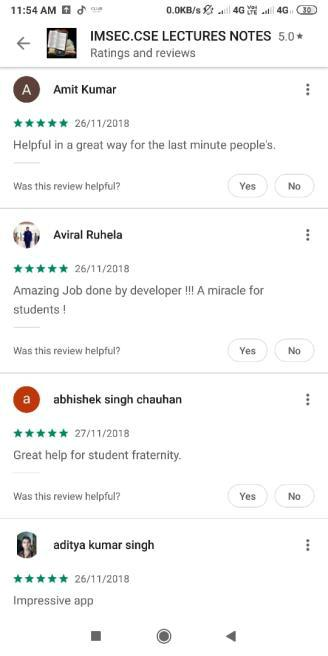 11:54 AM
0.0KB/s 4G VoLTE 4G 30
IMSEC.CSE LECTURES NOTES 5.0★
Ratings and reviews
A Amit Kumar
★★★★★ 26/11/2018
Helpful in a great way for the last minute people's.
Was this review helpful? Yes No
Aviral Ruhela
★★★★★ 26/11/2018
Amazing Job done by developer !!! A miracle for
students !
Was this review helpful? Yes No
a abhishek singh chauhan
★★★★★ 27/11/2018
Great help for student fraternity.
Was this review helpful? Yes No
aditya kumar singh
★★★★★ 26/11/2018
Impressive app